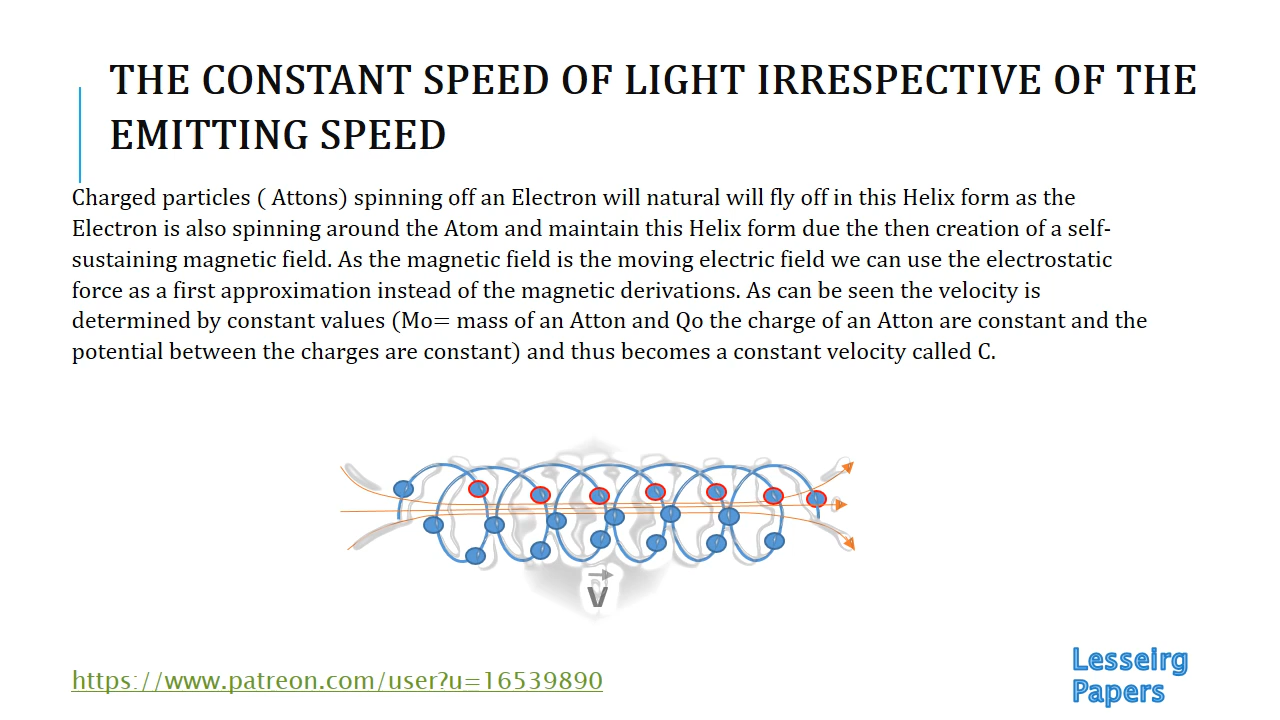 THE CONSTANT SPEED OF LIGHT IRRESPECTIVE OF THE
EMITTING SPEED
Charged particles ( Attons) spinning off an Electron will natural will fly off in this Helix form as the
Electron is also spinning around the Atom and maintain this Helix form due the then creation of a self-
sustaining magnetic field. As the magnetic field is the moving electric field we can use the electrostatic
force as a first approximation instead of the magnetic derivations. As can be seen the velocity is
determined by constant values (Mo= mass of an Atton and Qo the charge of an Atton are constant and the
potential between the charges are constant) and thus becomes a constant velocity called C.
V
https://www.patreon.com/user?u=16539890
Lesseirg
Papers